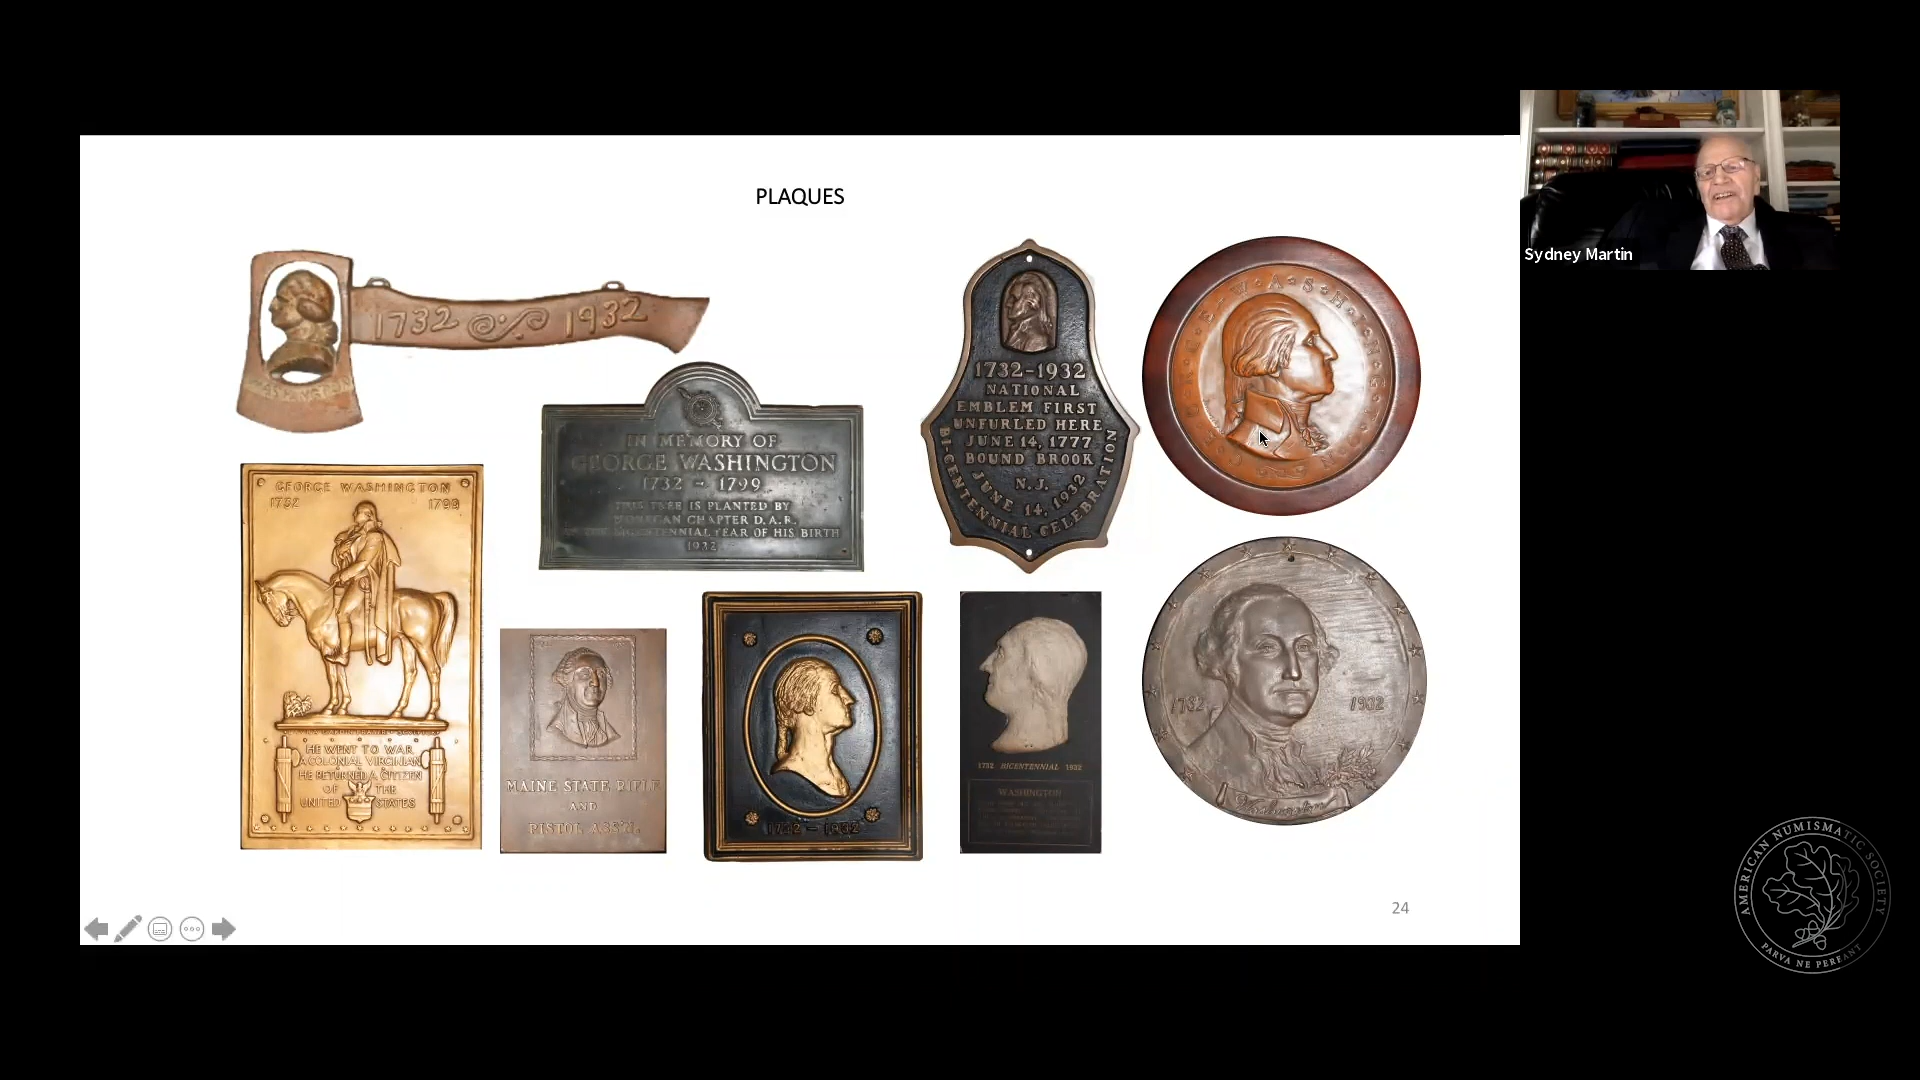 PLAQUES
Sydney Martin
1732 1932
IN MEMORY OF
GEORGE WASHINGTON
1732 - 1799
THIS TREE IS PLANTED BY
CHAPTER D.A.R.
BICENTENNIAL YEAR OF HIS BIRTH
1932
1732-1932
NATIONAL
EMBLEM FIRST
UNFURLED HERE
JUNE 14, 1777
BOUND BROOK
N.J.
JUNE 14, 1932
BI-CENTENNIAL CELEBRATION
GEORGE WASHINGTON
GEORGE WASHINGTON
1732 1799
HE WENT TO WAR
A COLONIAL VIRGINIAN
HE RETURNED A CITIZEN
OF THE
UNITED STATES
MAINE STATE RIFLE
AND
PISTOL ASS'N.
1732 - 1932
1732 BICENTENNIAL 1932
WASHINGTON
1732 1932
Washington
24
AMERICAN NUMISMATIC SOCIETY
PARVA NE PEREANT